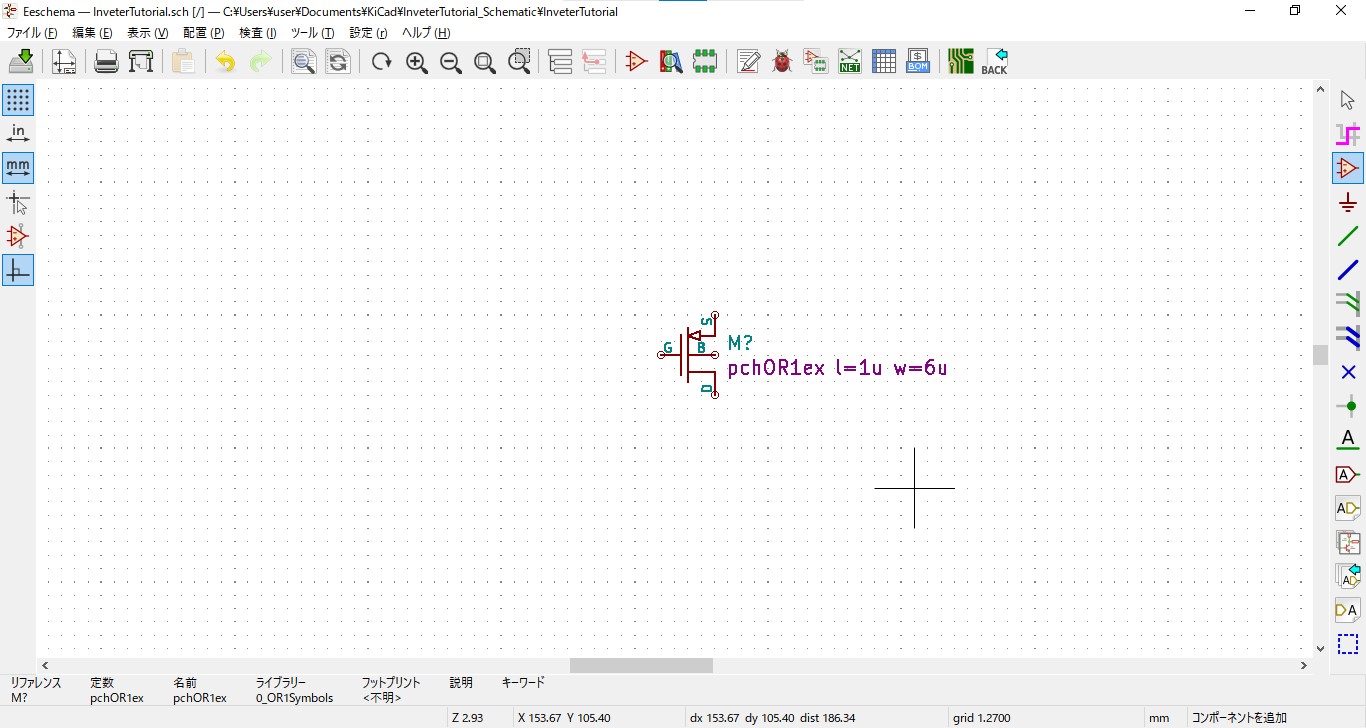 Eeschema — InveterTutorial.sch [/] — C:¥Users¥user¥Documents¥KiCad¥InveterTutorial_Schematic¥InveterTutorial
ファイル (F) 編集 (E) 表示 (V) 配置 (P) 検査 (I) ツール (T) 設定 (r) ヘルプ (H)
NET
$
BOM
BACK
in
mm
S
G
B
D
M?
pchOR1ex l=1u w=6u
A
A
AD
AD
DA
リファレンス 定数 名前 ライブラリー フットプリント 説明 キーワード
M? pchOR1ex pchOR1ex 0_OR1Symbols <不明>
Z 2.93 X 153.67 Y 105.40 dx 153.67 dy 105.40 dist 186.34 grid 1.2700 mm コンポーネントを追加